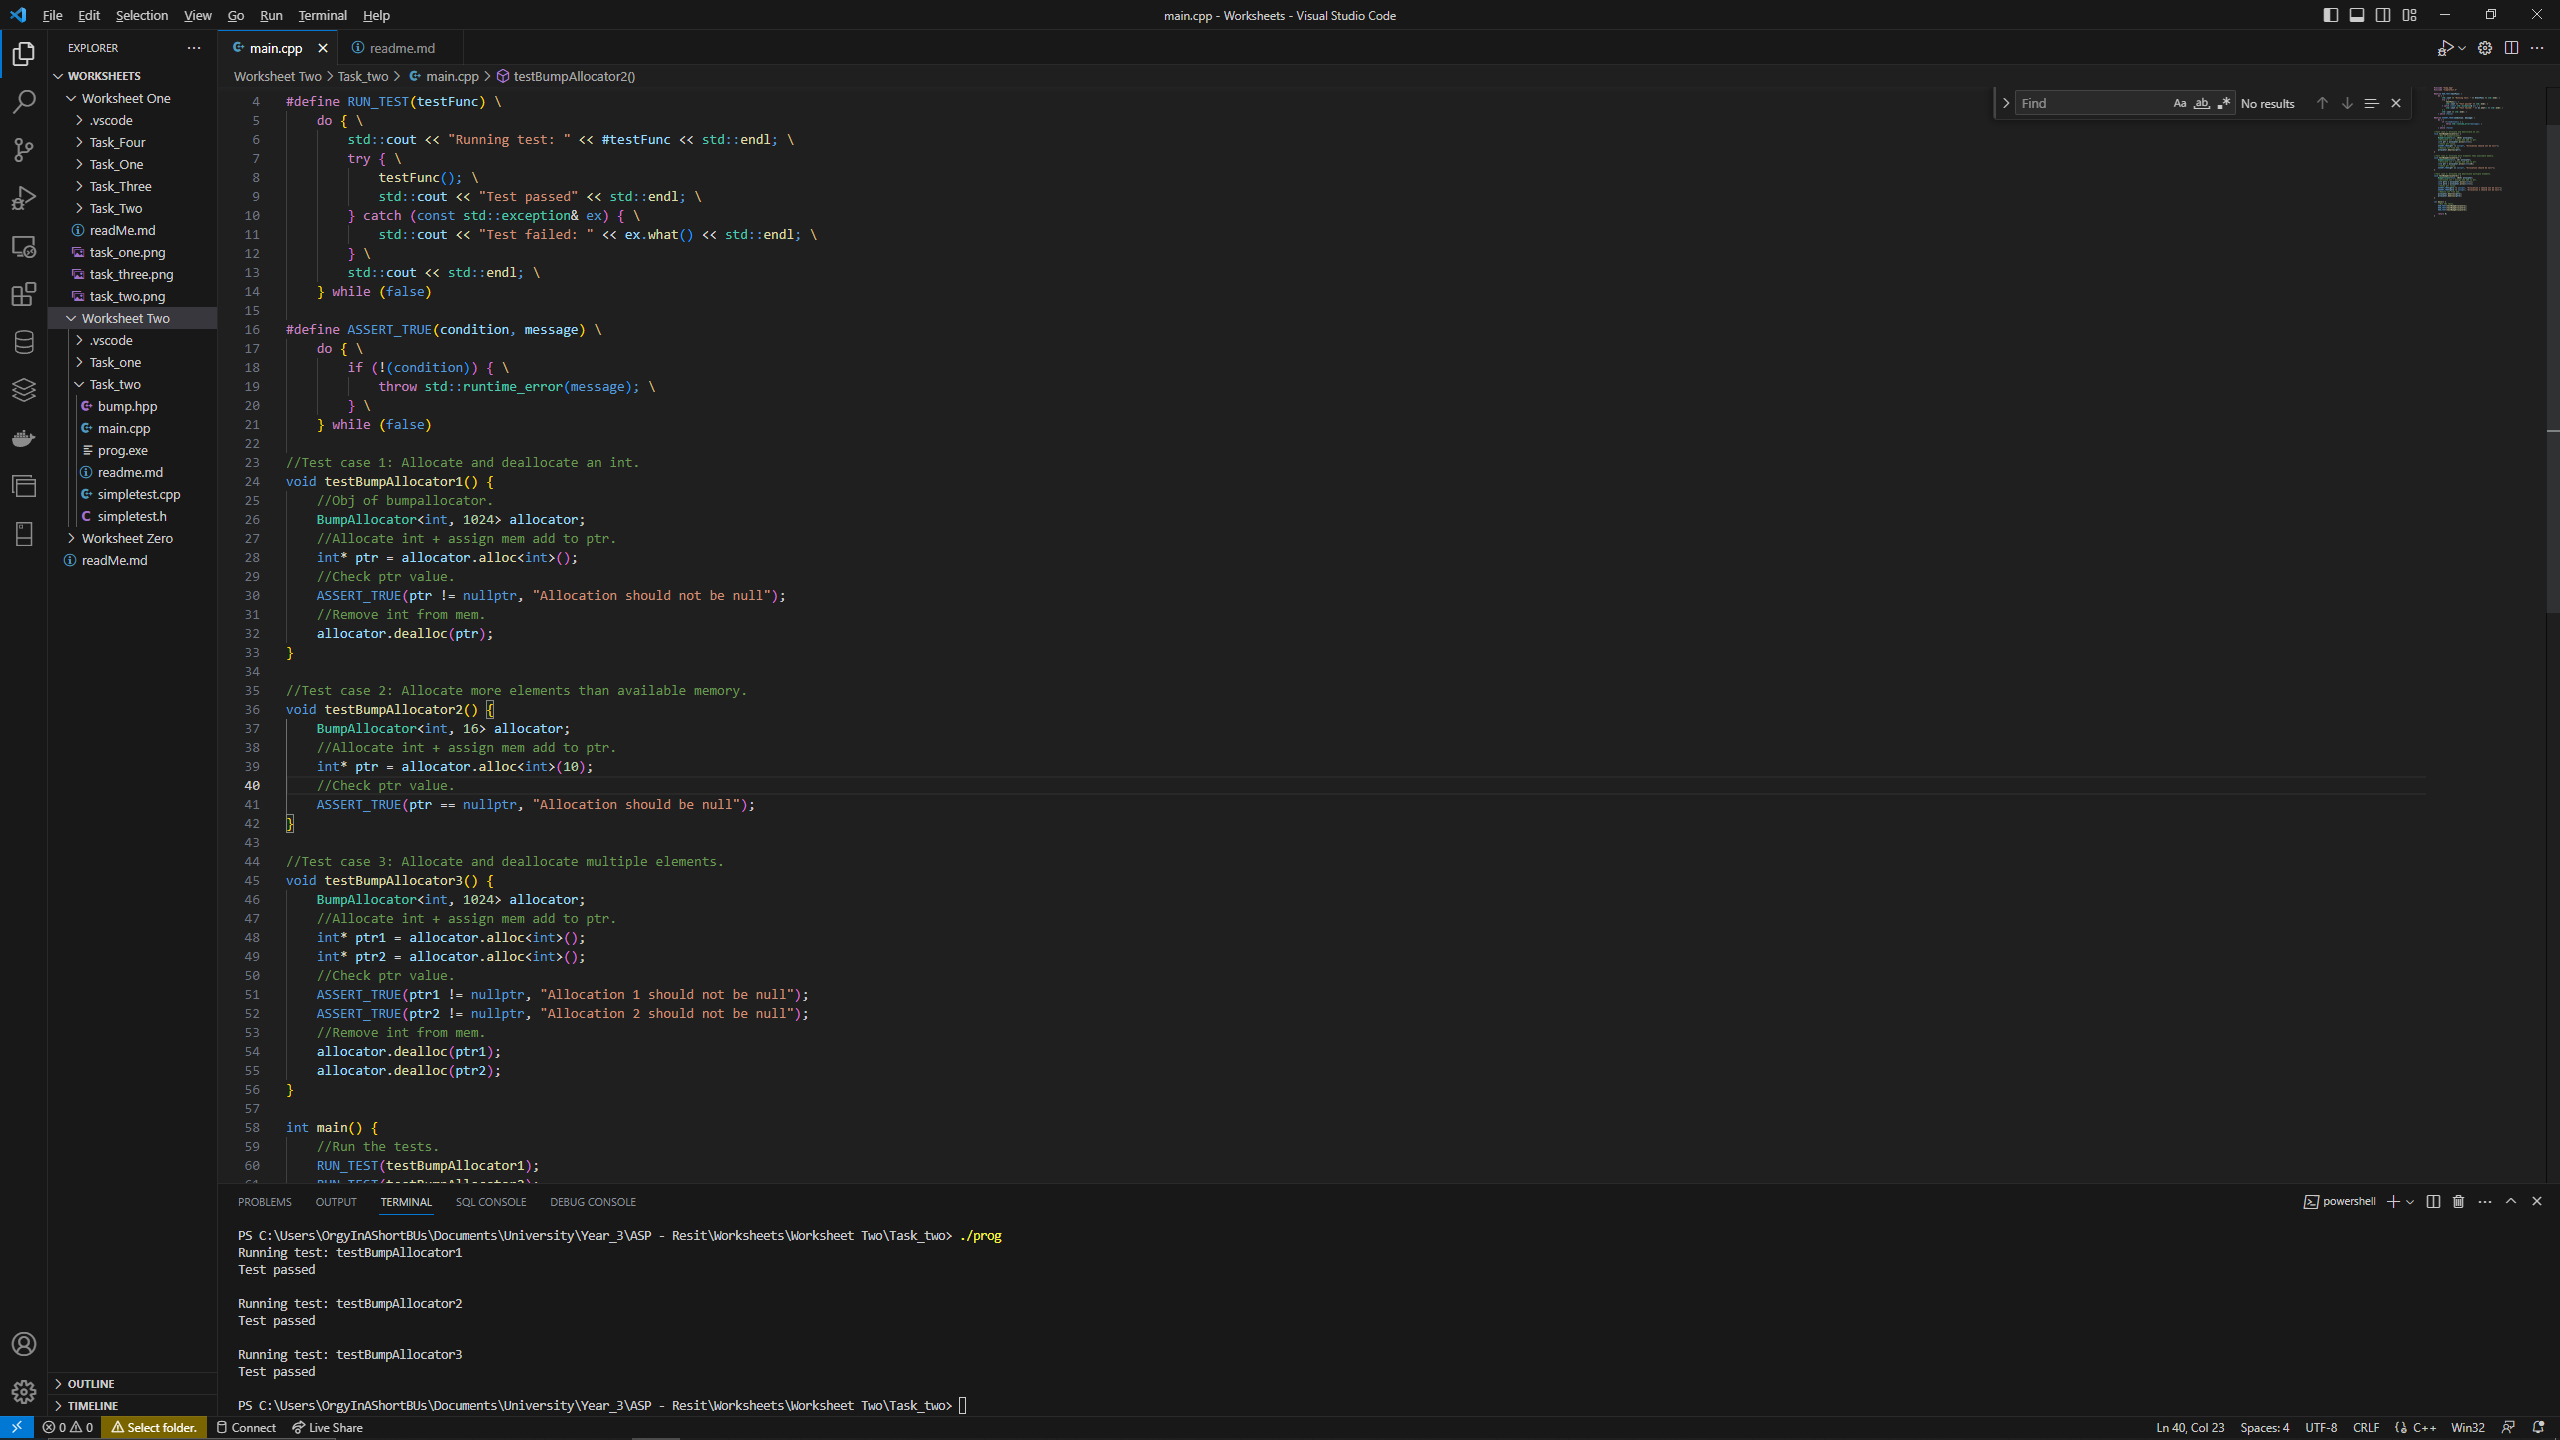 File Edit Selection View Go Run Terminal Help
main.cpp - Worksheets - Visual Studio Code
EXPLORER
WORKSHEETS
Worksheet One
.vscode
Task_Four
Task_One
Task_Three
Task_Two
readMe.md
task_one.png
task_three.png
task_two.png
Worksheet Two
.vscode
Task_one
Task_two
bump.hpp
main.cpp
prog.exe
readme.md
simpletest.cpp
simpletest.h
Worksheet Zero
readMe.md
OUTLINE
TIMELINE
main.cpp readme.md
Worksheet Two > Task_two > main.cpp > testBumpAllocator2()
Find Aa ab .* No results
4 #define RUN_TEST(testFunc) \
5 do { \
6 std::cout << "Running test: " << #testFunc << std::endl; \
7 try { \
8 testFunc(); \
9 std::cout << "Test passed" << std::endl; \
10 } catch (const std::exception& ex) { \
11 std::cout << "Test failed: " << ex.what() << std::endl; \
12 } \
13 std::cout << std::endl; \
14 } while (false)
15
16 #define ASSERT_TRUE(condition, message) \
17 do { \
18 if (!(condition)) { \
19 throw std::runtime_error(message); \
20 } \
21 } while (false)
22
23 //Test case 1: Allocate and deallocate an int.
24 void testBumpAllocator1() {
25 //Obj of bumpallocator.
26 BumpAllocator<int, 1024> allocator;
27 //Allocate int + assign mem add to ptr.
28 int* ptr = allocator.alloc<int>();
29 //Check ptr value.
30 ASSERT_TRUE(ptr != nullptr, "Allocation should not be null");
31 //Remove int from mem.
32 allocator.dealloc(ptr);
33 }
34
35 //Test case 2: Allocate more elements than available memory.
36 void testBumpAllocator2() {
37 BumpAllocator<int, 16> allocator;
38 //Allocate int + assign mem add to ptr.
39 int* ptr = allocator.alloc<int>(10);
40 //Check ptr value.
41 ASSERT_TRUE(ptr == nullptr, "Allocation should be null");
42 }
43
44 //Test case 3: Allocate and deallocate multiple elements.
45 void testBumpAllocator3() {
46 BumpAllocator<int, 1024> allocator;
47 //Allocate int + assign mem add to ptr.
48 int* ptr1 = allocator.alloc<int>();
49 int* ptr2 = allocator.alloc<int>();
50 //Check ptr value.
51 ASSERT_TRUE(ptr1 != nullptr, "Allocation 1 should not be null");
52 ASSERT_TRUE(ptr2 != nullptr, "Allocation 2 should not be null");
53 //Remove int from mem.
54 allocator.dealloc(ptr1);
55 allocator.dealloc(ptr2);
56 }
57
58 int main() {
59 //Run the tests.
60 RUN_TEST(testBumpAllocator1);
PROBLEMS OUTPUT TERMINAL SQL CONSOLE DEBUG CONSOLE
powershell
PS C:\Users\OrgyInAShortBUs\Documents\University\Year_3\ASP - Resit\Worksheets\Worksheet Two\Task_two> ./prog
Running test: testBumpAllocator1
Test passed
Running test: testBumpAllocator2
Test passed
Running test: testBumpAllocator3
Test passed
PS C:\Users\OrgyInAShortBUs\Documents\University\Year_3\ASP - Resit\Worksheets\Worksheet Two\Task_two>
0 0 Select folder. Connect Live Share
Ln 40, Col 23 Spaces: 4 UTF-8 CRLF {} C++ Win32